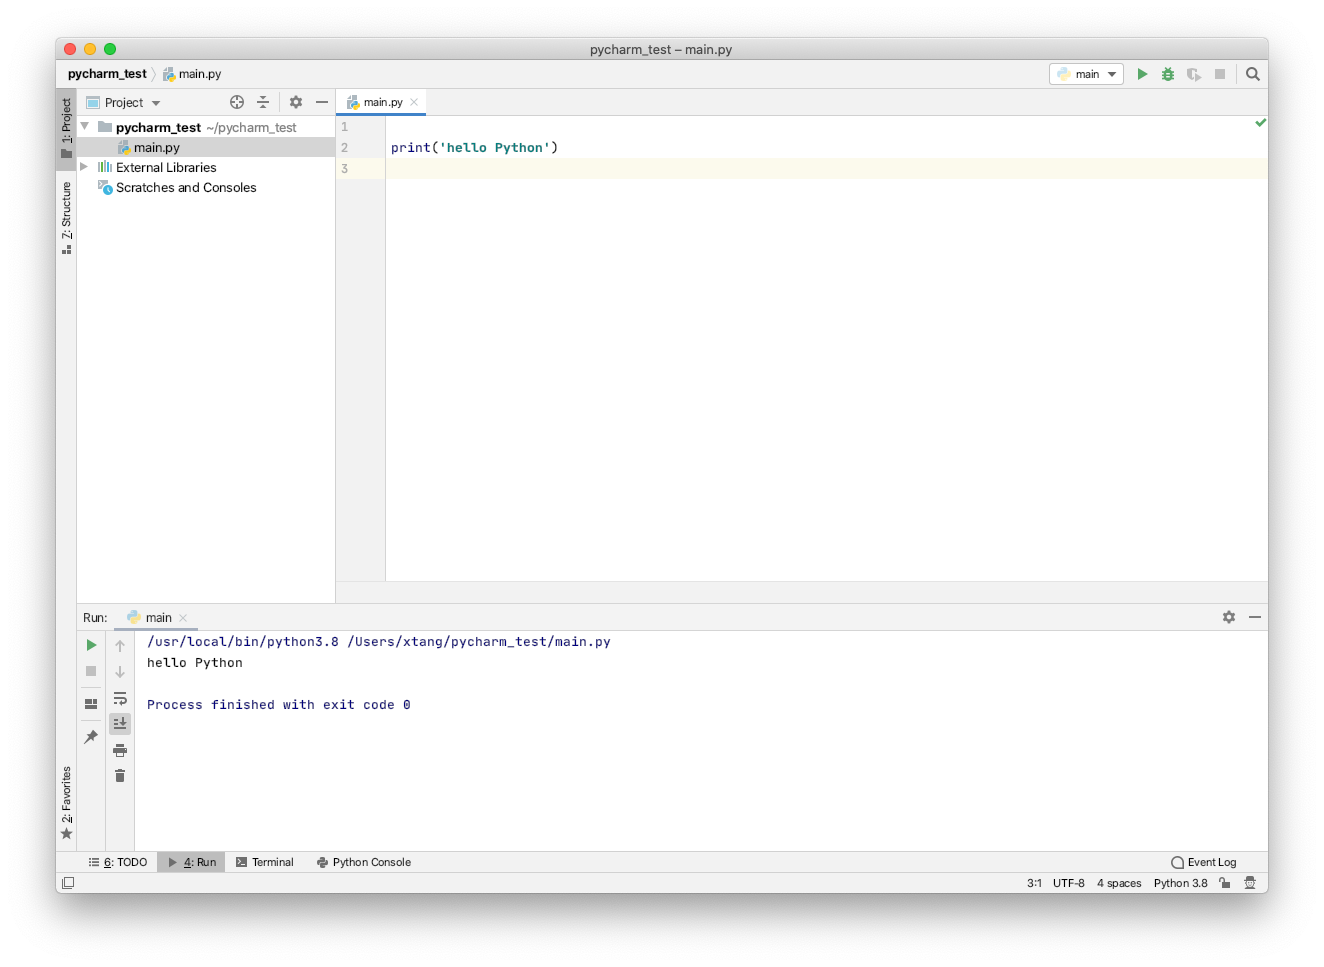 pycharm_test – main.py
pycharm_test main.py
main
1: Project
Project
main.py
pycharm_test ~/pycharm_test
main.py
External Libraries
Scratches and Consoles
7: Structure
1
2 print('hello Python')
3
Run: main
/usr/local/bin/python3.8 /Users/xtang/pycharm_test/main.py
hello Python
Process finished with exit code 0
2: Favorites
6: TODO 4: Run Terminal Python Console Event Log
3:1 UTF-8 4 spaces Python 3.8